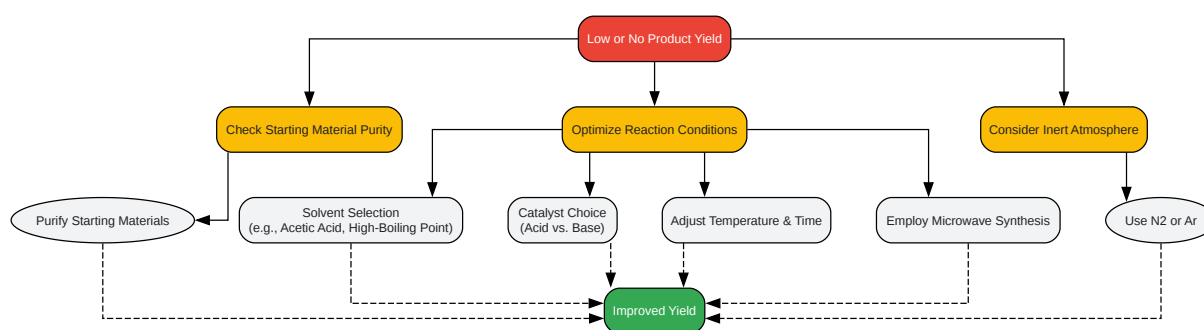 Low or No Product Yield
Check Starting Material Purity
Optimize Reaction Conditions
Consider Inert Atmosphere
Purify Starting Materials
Solvent Selection
(e.g., Acetic Acid, High-Boiling Point)
Catalyst Choice
(Acid vs. Base)
Adjust Temperature & Time
Employ Microwave Synthesis
Use N2 or Ar
Improved Yield